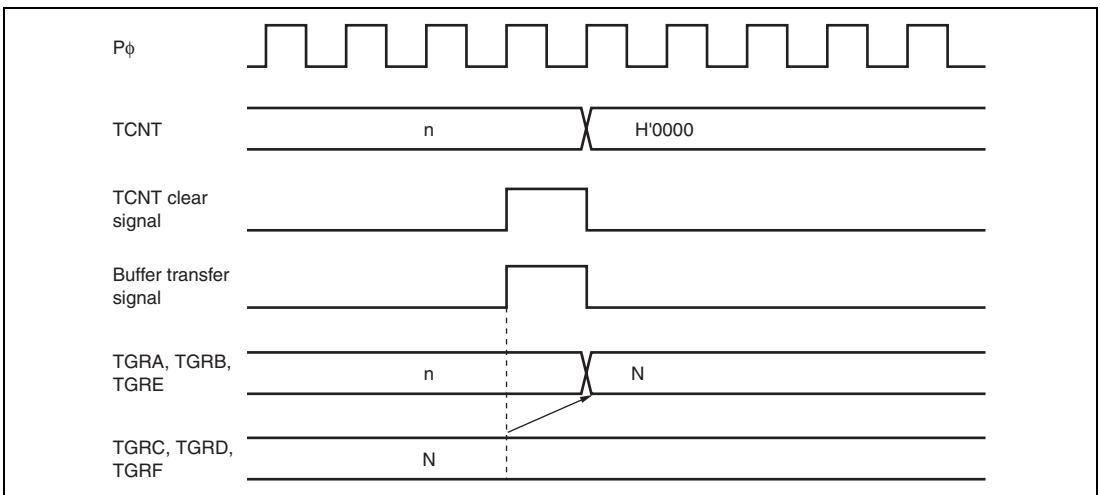 Pϕ
TCNT
n
H'0000
TCNT clear
signal
Buffer transfer
signal
TGRA, TGRB,
TGRE
n
N
TGRC, TGRD,
TGRF
N